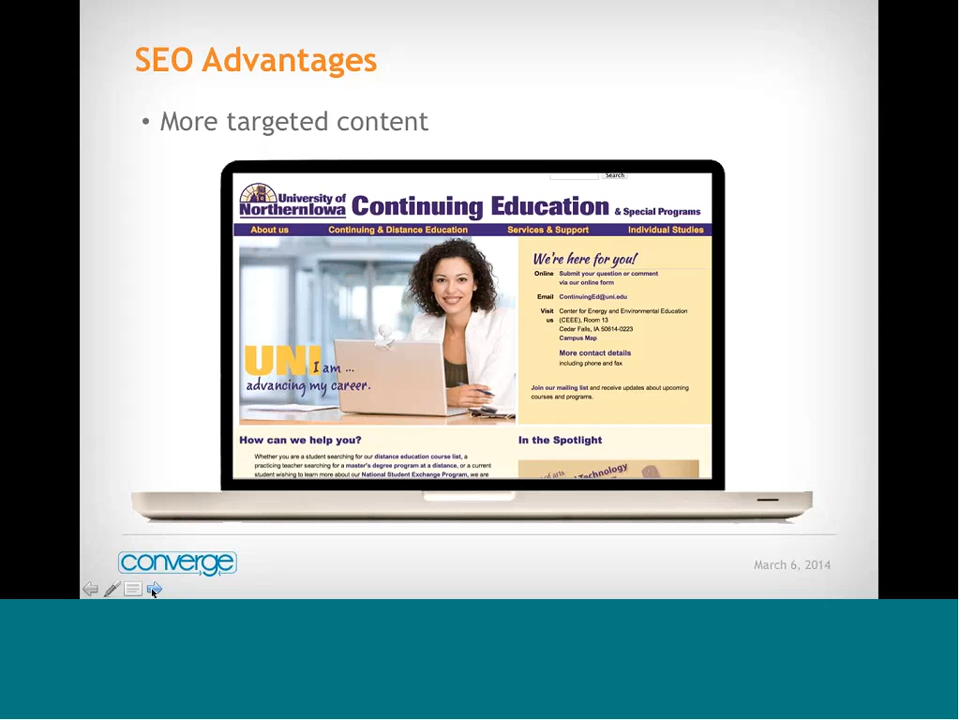 SEO Advantages
• More targeted content
Search
University of
Northern Iowa
Continuing Education & Special Programs
About us
Continuing & Distance Education
Services & Support
Individual Studies
We're here for you!
Online Submit your question or comment
via our online form
Email ContinuingEd@uni.edu
Visit Center for Energy and Environmental Education
us (CEEE), Room 13
Cedar Falls, IA 50614-0223
Campus Map
More contact details
including phone and fax
Join our mailing list and receive updates about upcoming
courses and programs.
UNI I am ...
advancing my career.
How can we help you?
Whether you are a student searching for our distance education course list, a
practicing teacher searching for a master's degree program at a distance, or a current
student wishing to learn more about our National Student Exchange Program, we are
In the Spotlight
of arts
Technology
converge
March 6, 2014